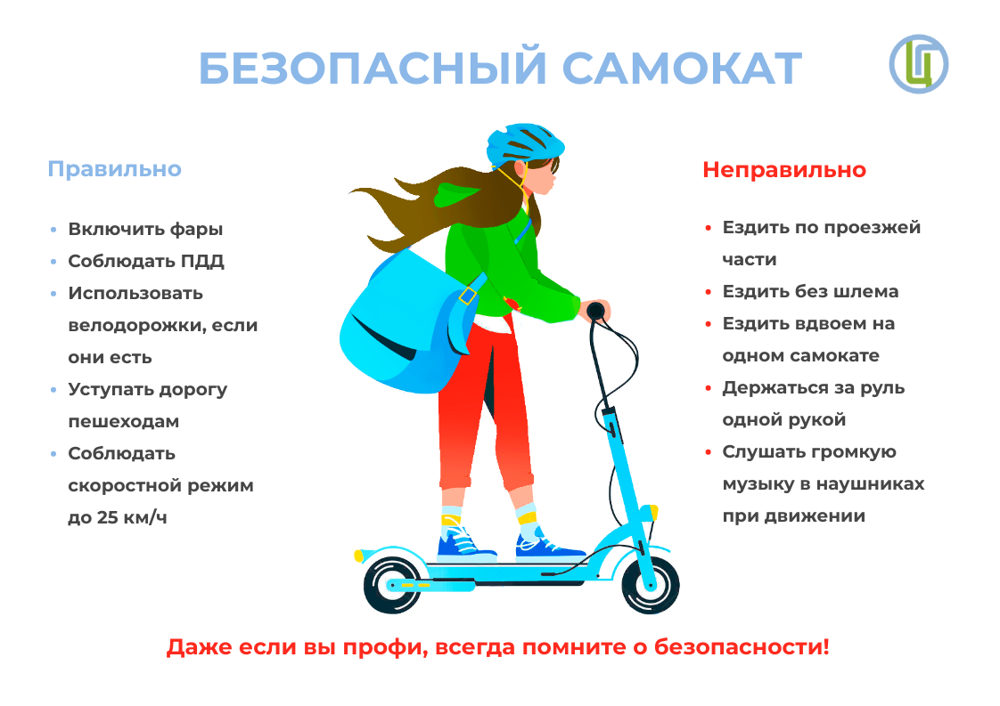 БЕЗОПАСНЫЙ САМОКАТ
Правильно
• Включить фары
• Соблюдать ПДД
• Использовать
велодорожки, если
они есть
• Уступать дорогу
пешеходам
• Соблюдать
скоростной режим
до 25 км/ч
Неправильно
• Ездить по проезжей
части
• Ездить без шлема
• Ездить вдвоем на
одном самокате
• Держаться за руль
одной рукой
• Слушать громкую
музыку в наушниках
при движении
Даже если вы профи, всегда помните о безопасности!